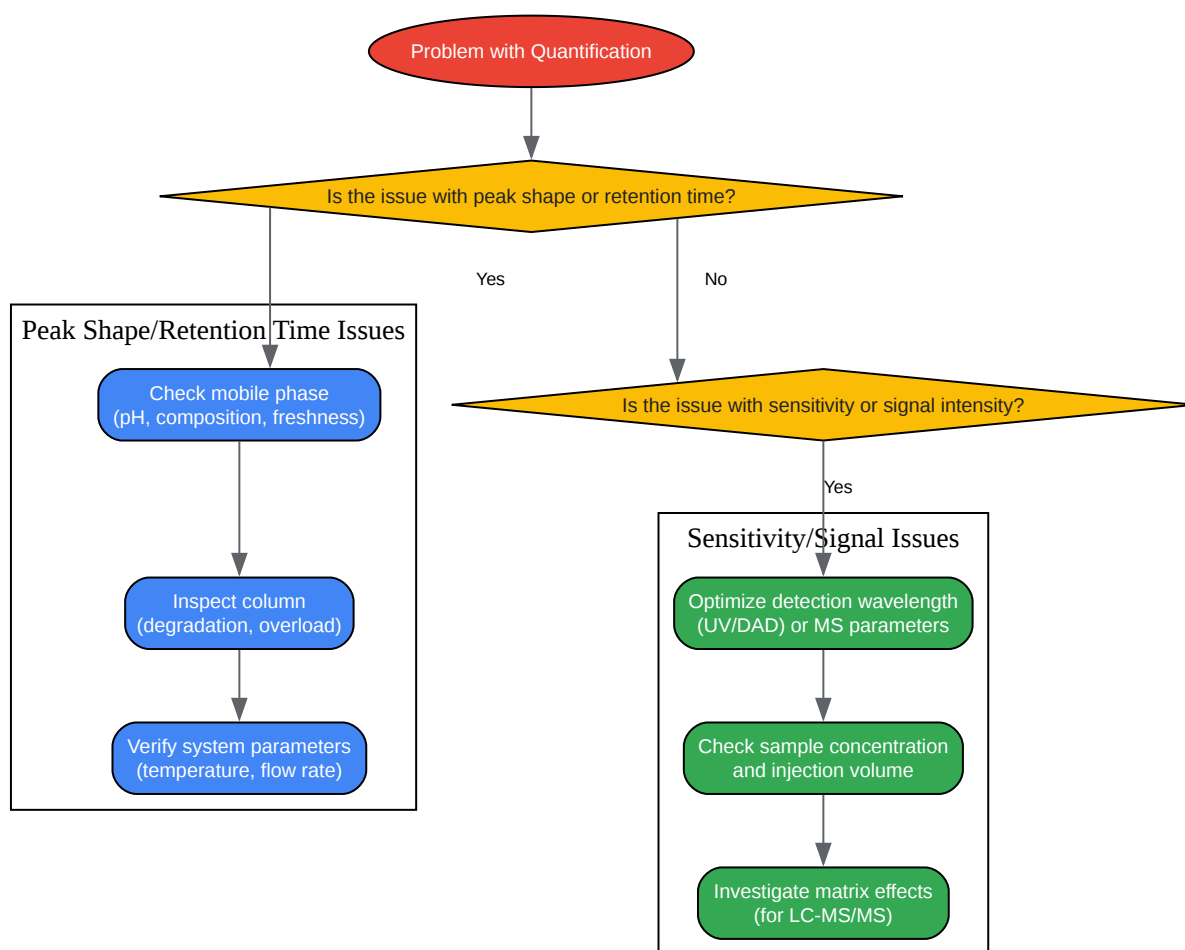 Problem with Quantification
Is the issue with peak shape or retention time?
Yes
No
Peak Shape/Retention Time Issues
Check mobile phase
(pH, composition, freshness)
Inspect column
(degradation, overload)
Verify system parameters
(temperature, flow rate)
Is the issue with sensitivity or signal intensity?
Yes
Sensitivity/Signal Issues
Optimize detection wavelength
(UV/DAD) or MS parameters
Check sample concentration
and injection volume
Investigate matrix effects
(for LC-MS/MS)